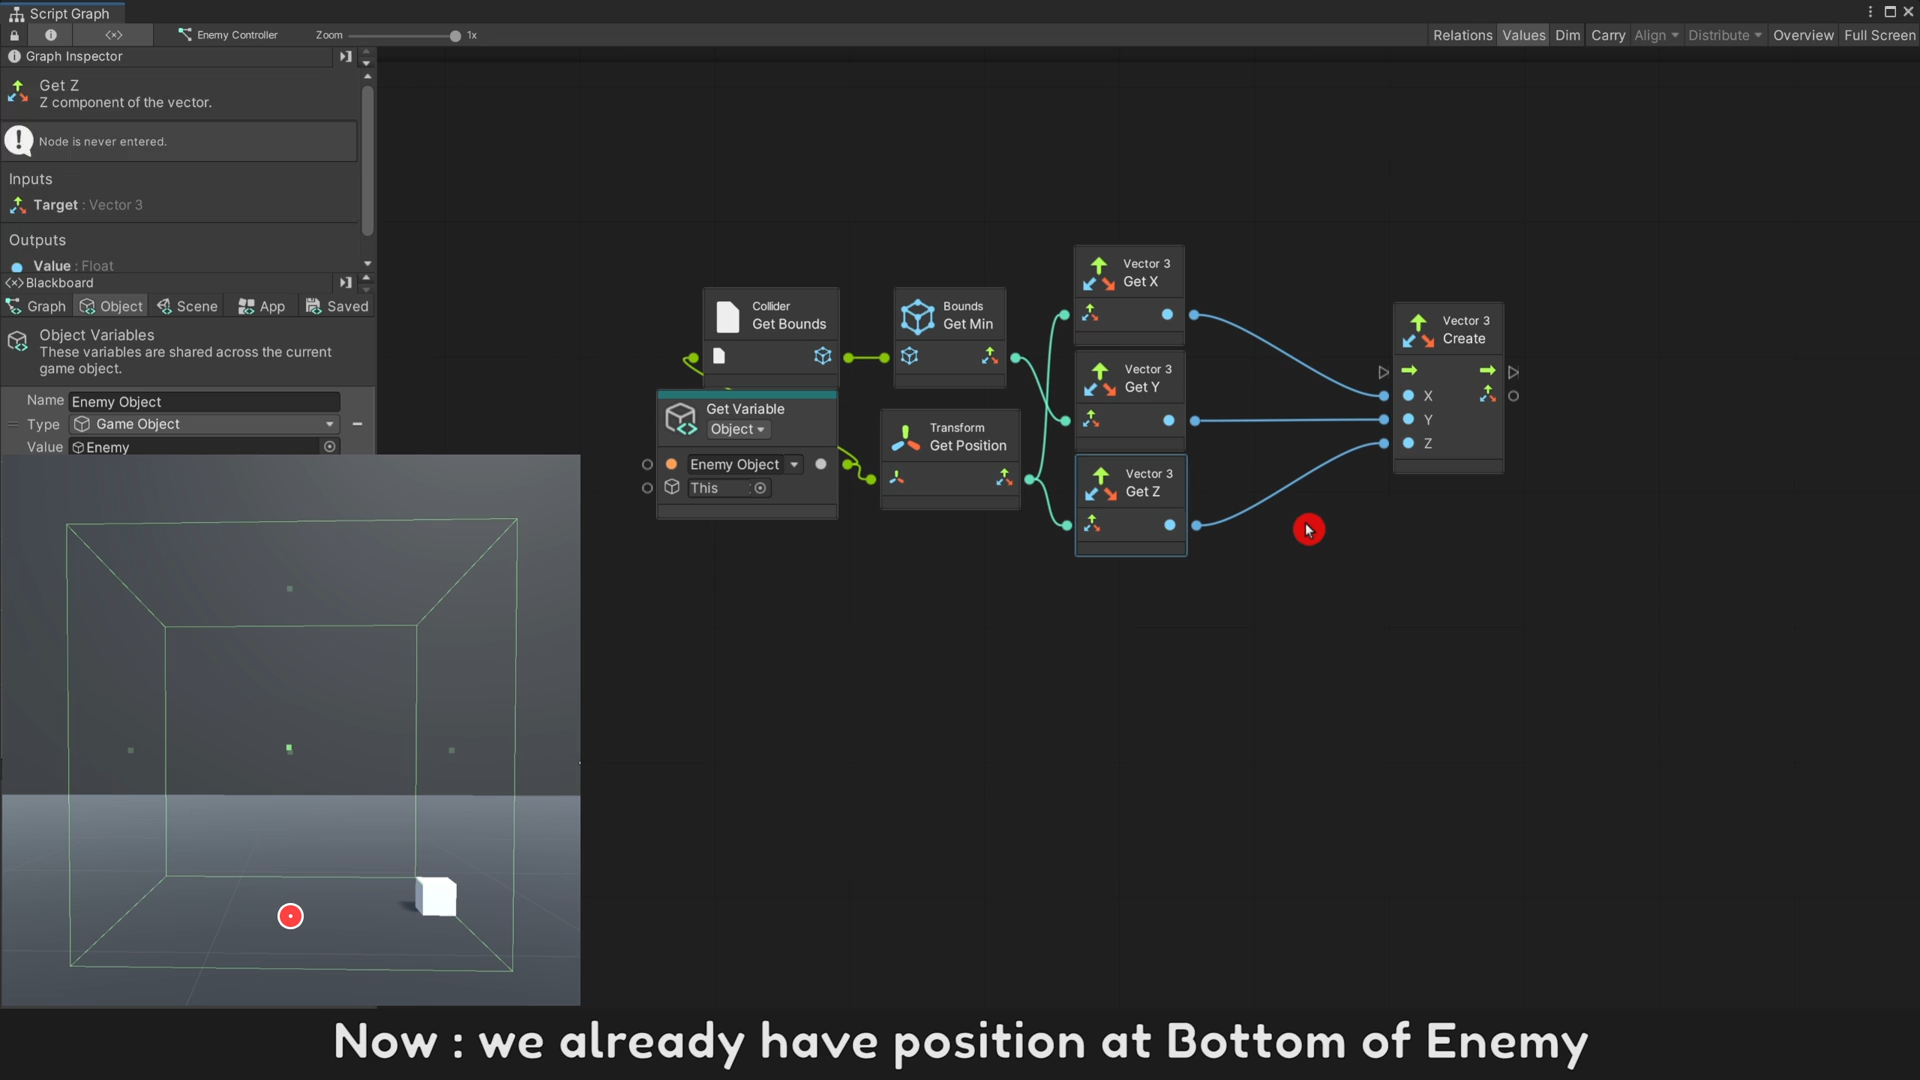 Script Graph
Enemy Controller
Zoom
1x
Relations
Values
Dim
Carry
Align
Distribute
Overview
Full Screen
Graph Inspector
Get Z
Z component of the vector.
Node is never entered.
Inputs
Target : Vector 3
Outputs
Value : Float
Blackboard
Graph
Object
Scene
App
Saved
Object Variables
These variables are shared across the current
game object.
Name
Enemy Object
Type
Game Object
Value
Enemy
Collider
Get Bounds
Bounds
Get Min
Get Variable
Object
Enemy Object
This
Transform
Get Position
Vector 3
Get X
Vector 3
Get Y
Vector 3
Get Z
Vector 3
Create
X
Y
Z
Now : we already have position at Bottom of Enemy